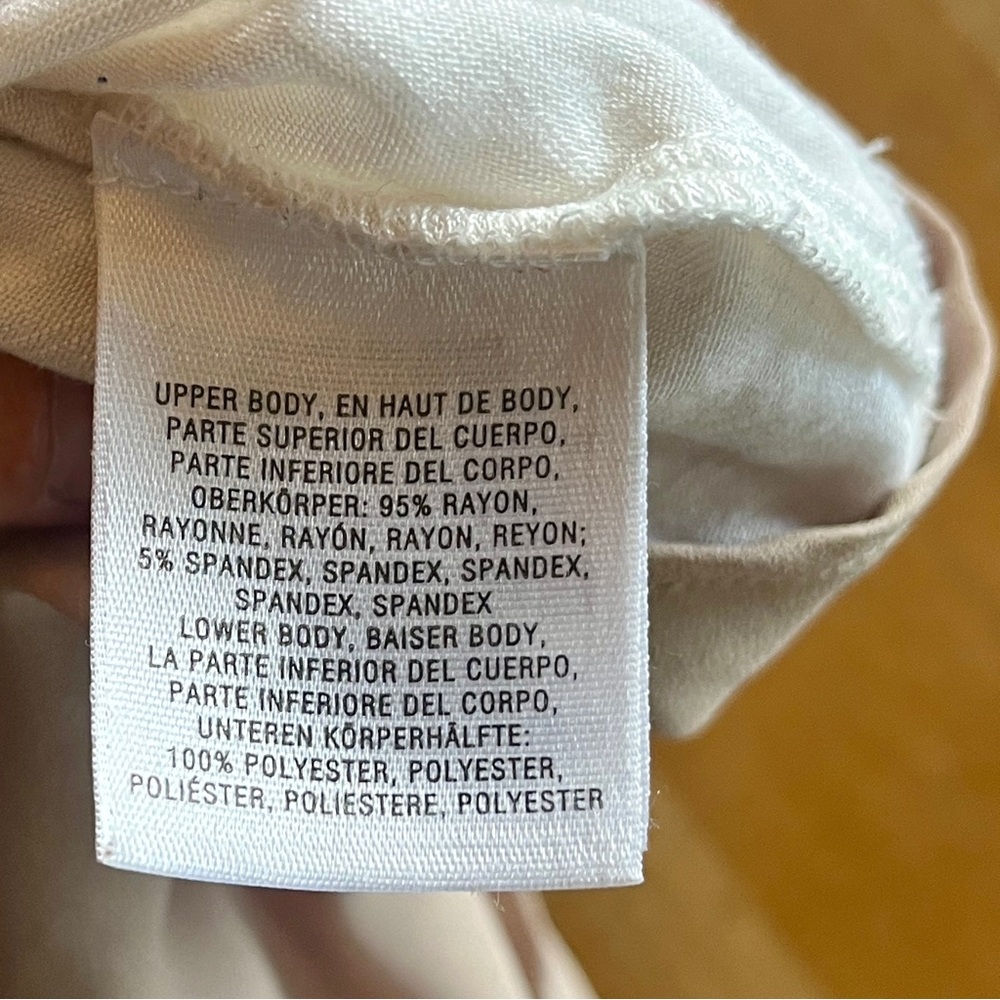 UPPER BODY, EN HAUT DE BODY,
PARTE SUPERIOR DEL CUERPO,
PARTE INFERIORE DEL CORPO,
OBERKÖRPER: 95% RAYON,
RAYONNE, RAYÓN, RAYON, REYON;
5% SPANDEX, SPANDEX, SPANDEX,
SPANDEX, SPANDEX
LOWER BODY, BAISER BODY,
LA PARTE INFERIOR DEL CUERPO,
PARTE INFERIORE DEL CORPO,
UNTEREN KÖRPERHÄLFTE:
100% POLYESTER, POLYESTER,
POLIÉSTER, POLIESTERE, POLYESTER